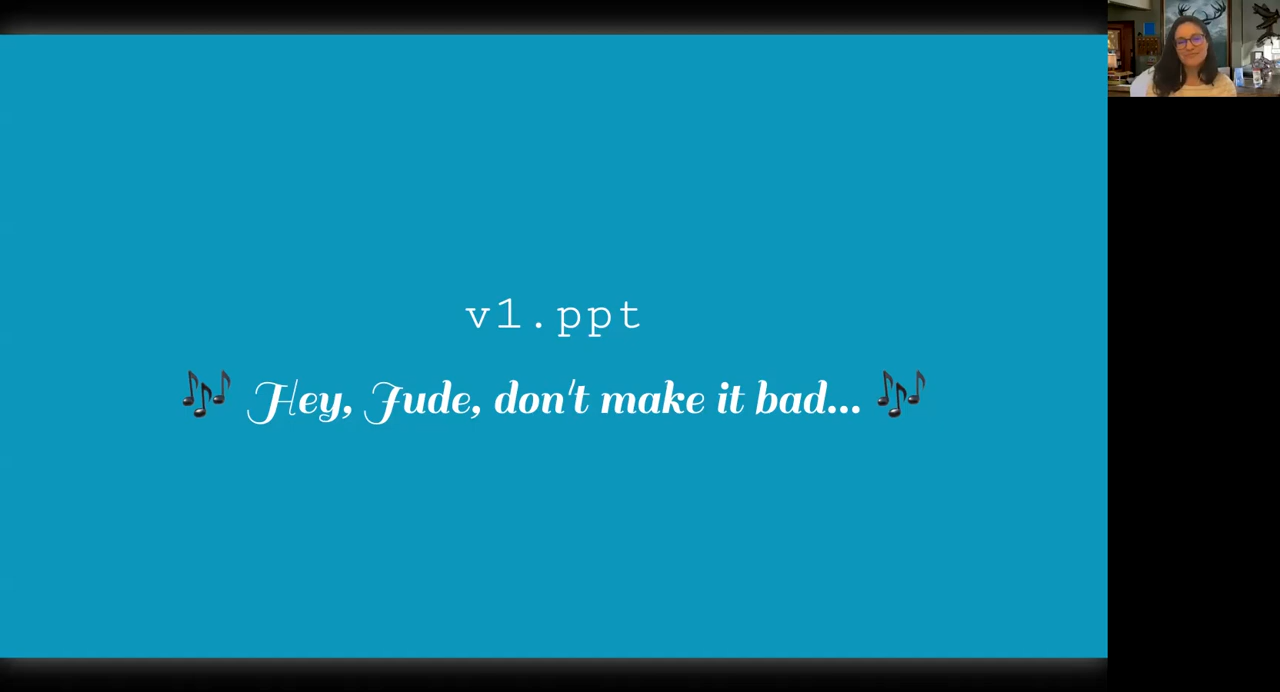 v1.ppt
🎶 Hey, Jude, don't make it bad... 🎶